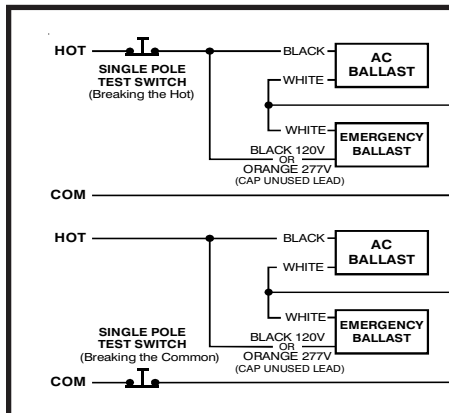 HOT
SINGLE POLE
TEST SWITCH
(Breaking the Hot)
BLACK
AC
BALLAST
WHITE
WHITE
EMERGENCY
BALLAST
BLACK 120V
OR
ORANGE 277V
(CAP UNUSED LEAD)
COM
HOT
BLACK
AC
BALLAST
WHITE
WHITE
EMERGENCY
BALLAST
SINGLE POLE
TEST SWITCH
(Breaking the Common)
BLACK 120V
OR
ORANGE 277V
(CAP UNUSED LEAD)
COM